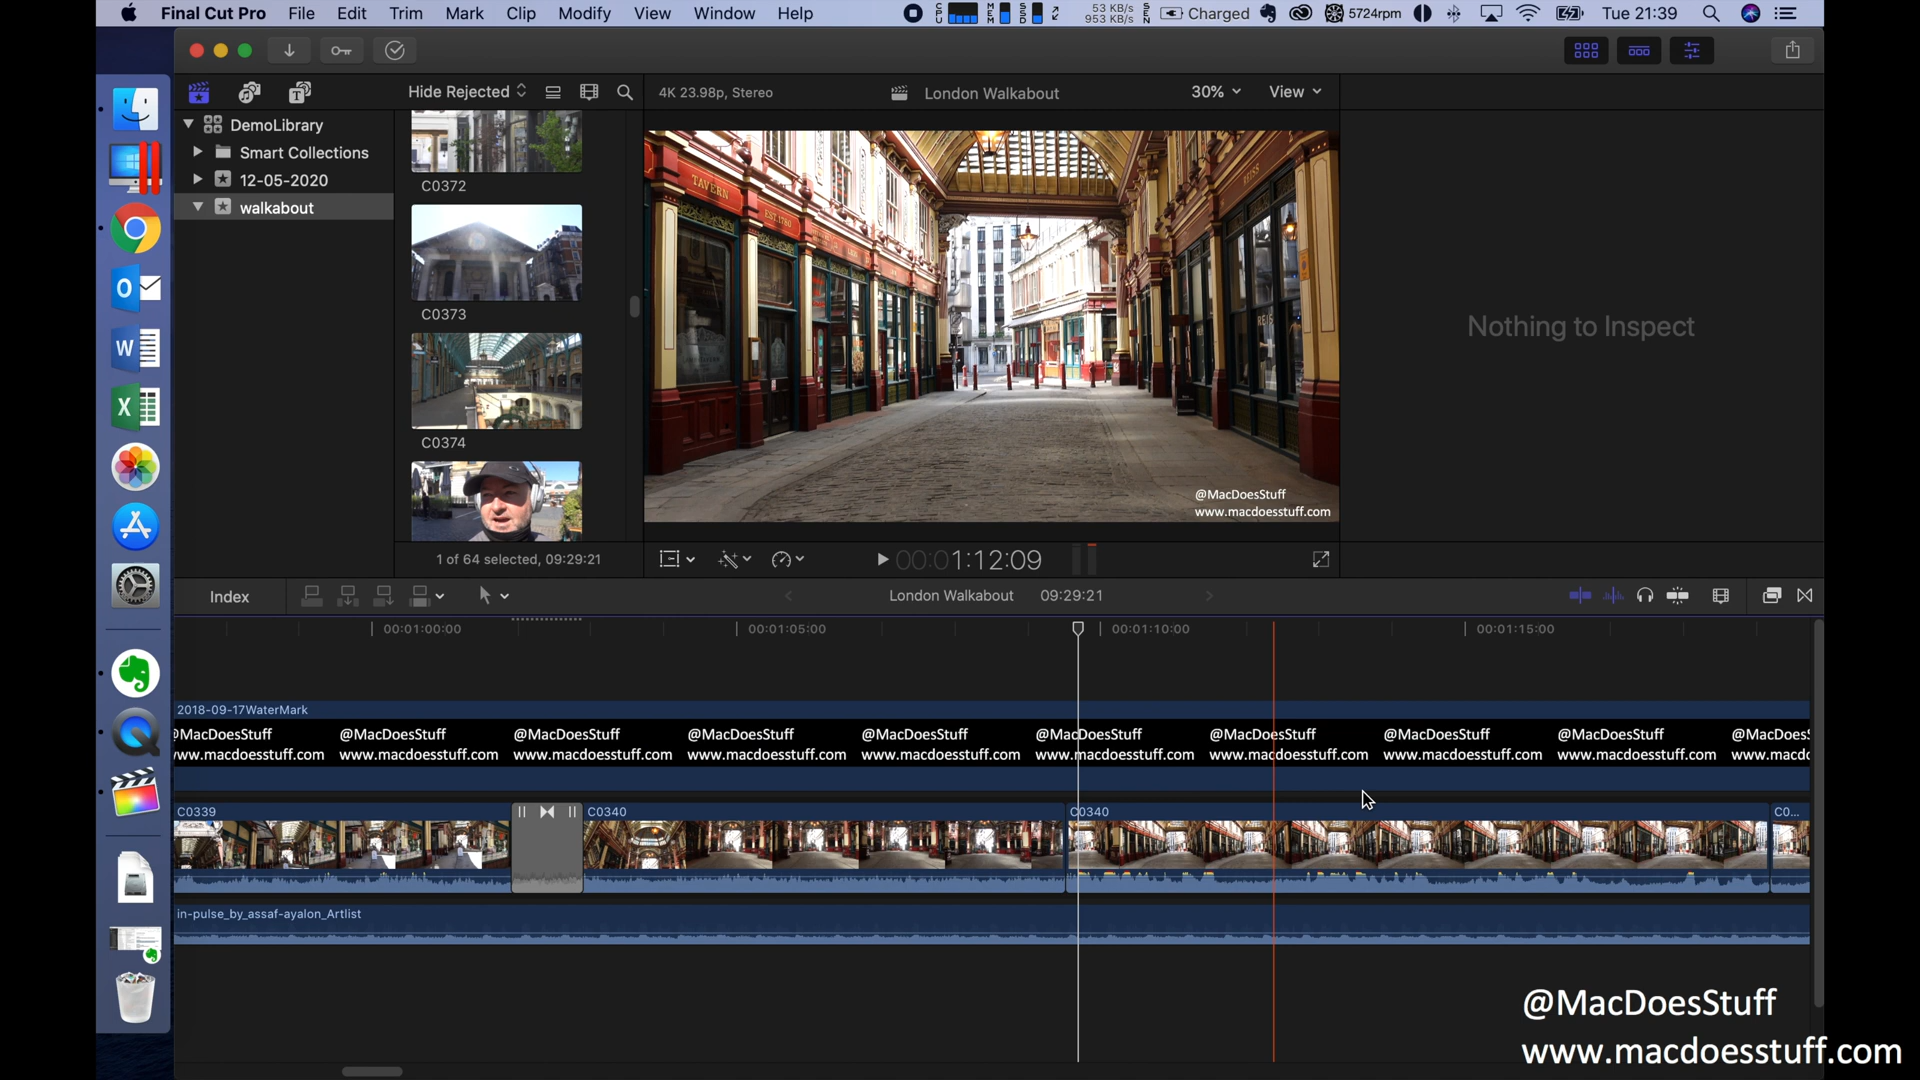 Final Cut Pro File Edit Trim Mark Clip Modify View Window Help
53 KB/s
953 KB/s
Charged 5724rpm Tue 21:39
Hide Rejected 4K 23.98p, Stereo London Walkabout 30% View
DemoLibrary
Smart Collections
12-05-2020
walkabout
C0372
C0373
C0374
TAVERN
EST. 1780
REISS
@MacDoesStuff
www.macdoesstuff.com
Nothing to Inspect
1 of 64 selected, 09:29:21
00:00:1:12:09
Index London Walkabout 09:29:21
00:01:00:00 00:01:05:00 00:01:10:00 00:01:15:00
2018-09-17WaterMark
@MacDoesStuff @MacDoesStuff @MacDoesStuff @MacDoesStuff @MacDoesStuff @MacDoesStuff @MacDoesStuff @MacDoesStuff @MacDoesStuff @MacDoesS
www.macdoesstuff.com www.macdoesstuff.com www.macdoesstuff.com www.macdoesstuff.com www.macdoesstuff.com www.macdoesstuff.com www.macdoesstuff.com www.macdoesstuff.com www.macdoesstuff.com www.macdo
C0339 C0340 C0340 C0...
in-pulse_by_assaf-ayalon_Artlist
@MacDoesStuff
www.macdoesstuff.com